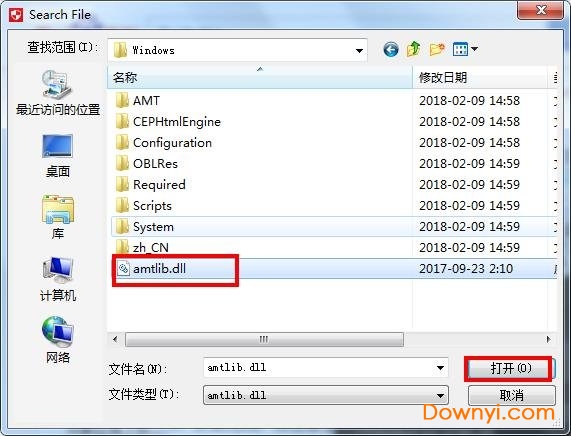 Search File
查找范围(I):
Windows
名称
修改日期
AMT
2018-02-09 14:58
CEPHtmlEngine
2018-02-09 14:58
Configuration
2018-02-09 14:58
OBLRes
2018-02-09 14:59
Required
2018-02-09 14:59
Scripts
2018-02-09 14:59
System
2018-02-09 14:59
zh_CN
2018-02-09 14:59
amtlib.dll
2017-09-23 2:10
最近访问的位置
桌面
库
计算机
网络
文件名(N):
amtlib.dll
打开(O)
文件类型(T):
amtlib.dll
取消
Downyi.com